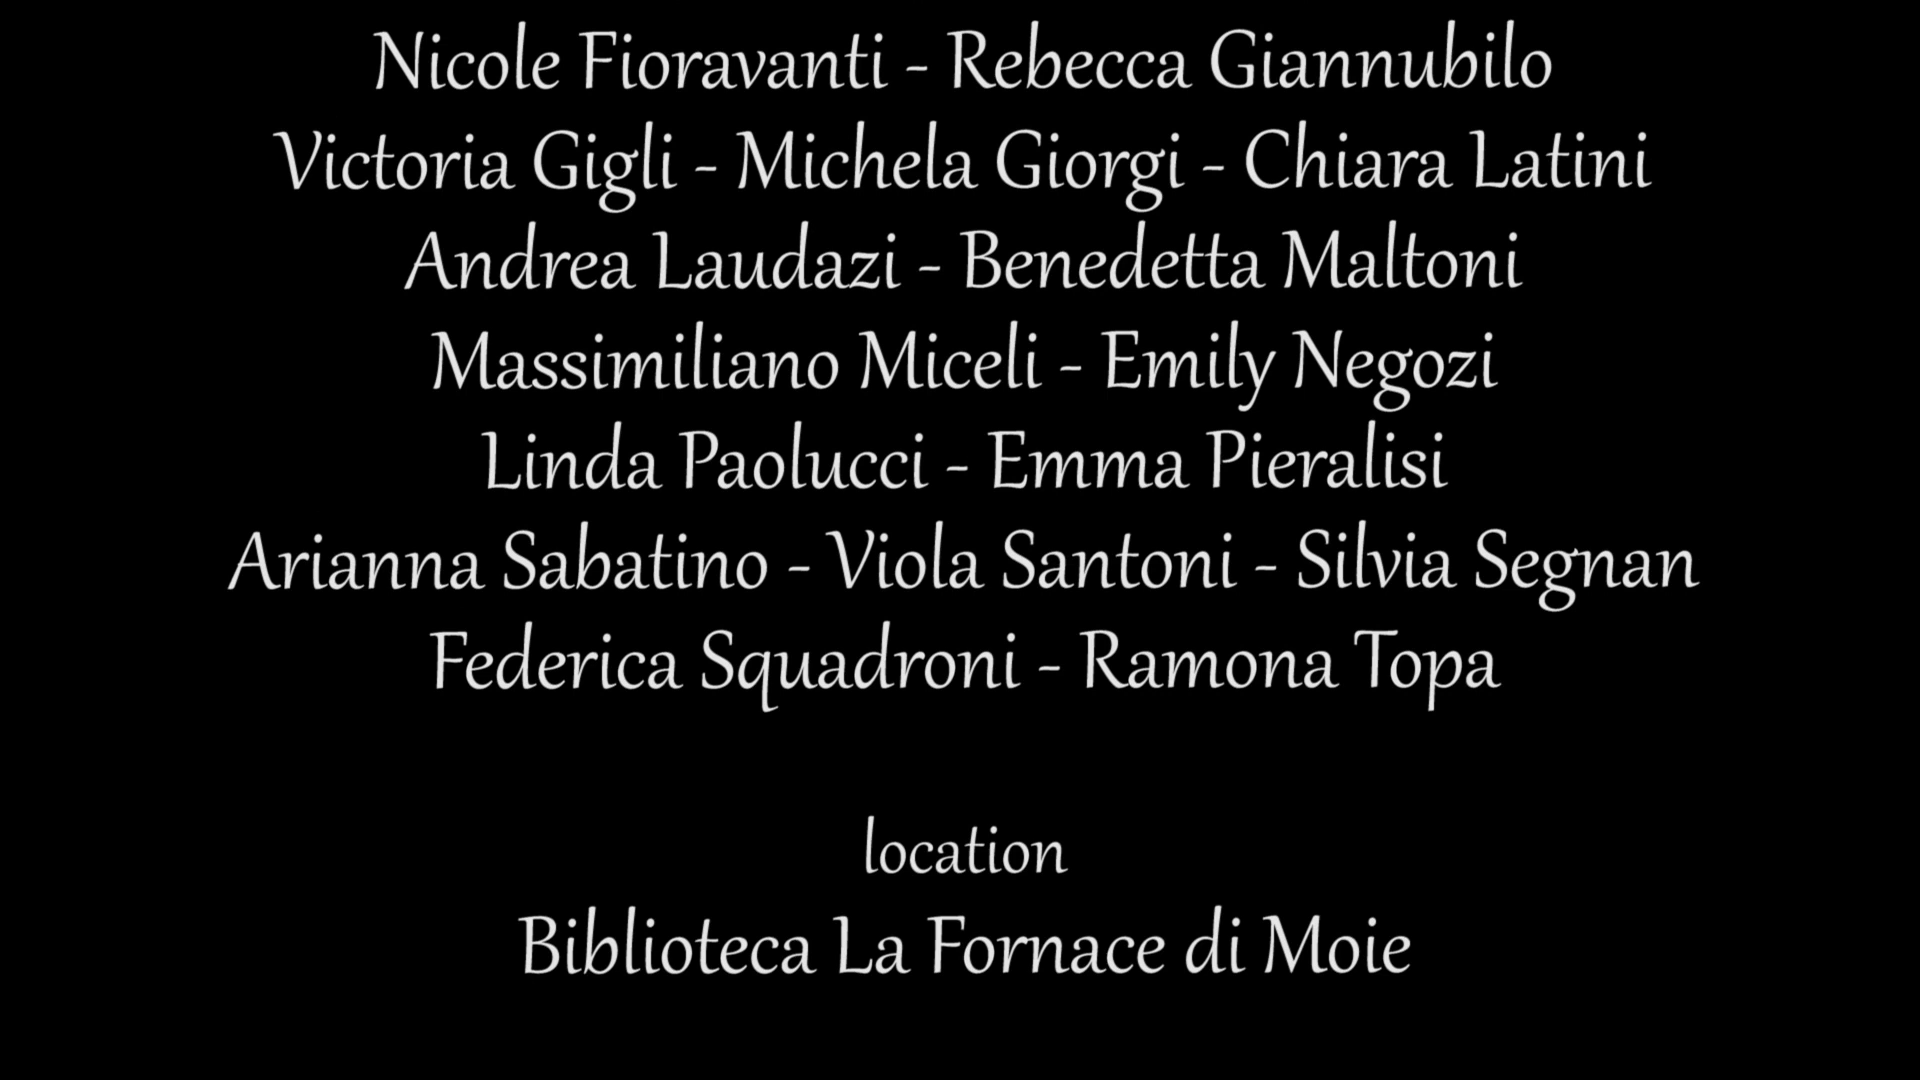 Nicole Fioravanti - Rebecca Giannubilo
Victoria Gigli - Michela Giorgi - Chiara Latini
Andrea Laudazi - Benedetta Maltoni
Massimiliano Miceli - Emily Negozi
Linda Paolucci - Emma Pieralisi
Arianna Sabatino - Viola Santoni - Silvia Segnan
Federica Squadroni - Ramona Topa
location
Biblioteca La Fornace di Moie